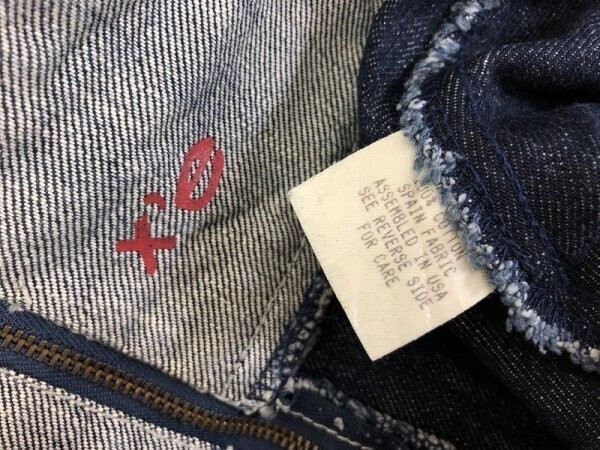 x'o
100% COTTON
SPAIN FABRIC
ASSEMBLED IN USA
SEE REVERSE SIDE
FOR CARE